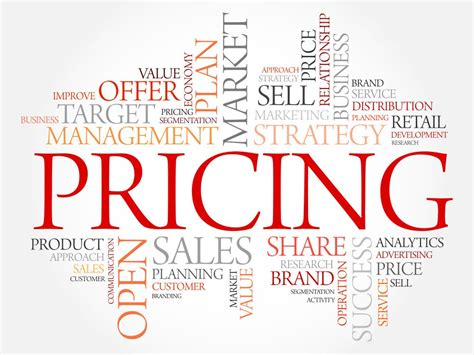 VALUE
ECONOMY
PLAN
MARKET
APPROACH
STRATEGY
PRICE
RELATIONSHIP
BUSINESS
IMPROVE
OFFER
SELL
BRAND
SERVICE
BUSINESS
TARGET
PRICING
SEGMENTATION
MARKETING
PLANNING
DISTRIBUTION
RETAIL
MANAGEMENT
STRATEGY
DEVELOPMENT
RESEARCH
PRICING
PRODUCT
APPROACH
SALES
CUSTOMER
COMMUNICATION
OPEN
SALES
PLANNING
CUSTOMER
BRANDING
MARKET
VALUE
SHARE
RESEARCH
BRAND
SEGMENTATION
ACTIVITY
OPERATION
SUCCESS
ANALYTICS
ADVERTISING
PRICE
SERVICE
SELL